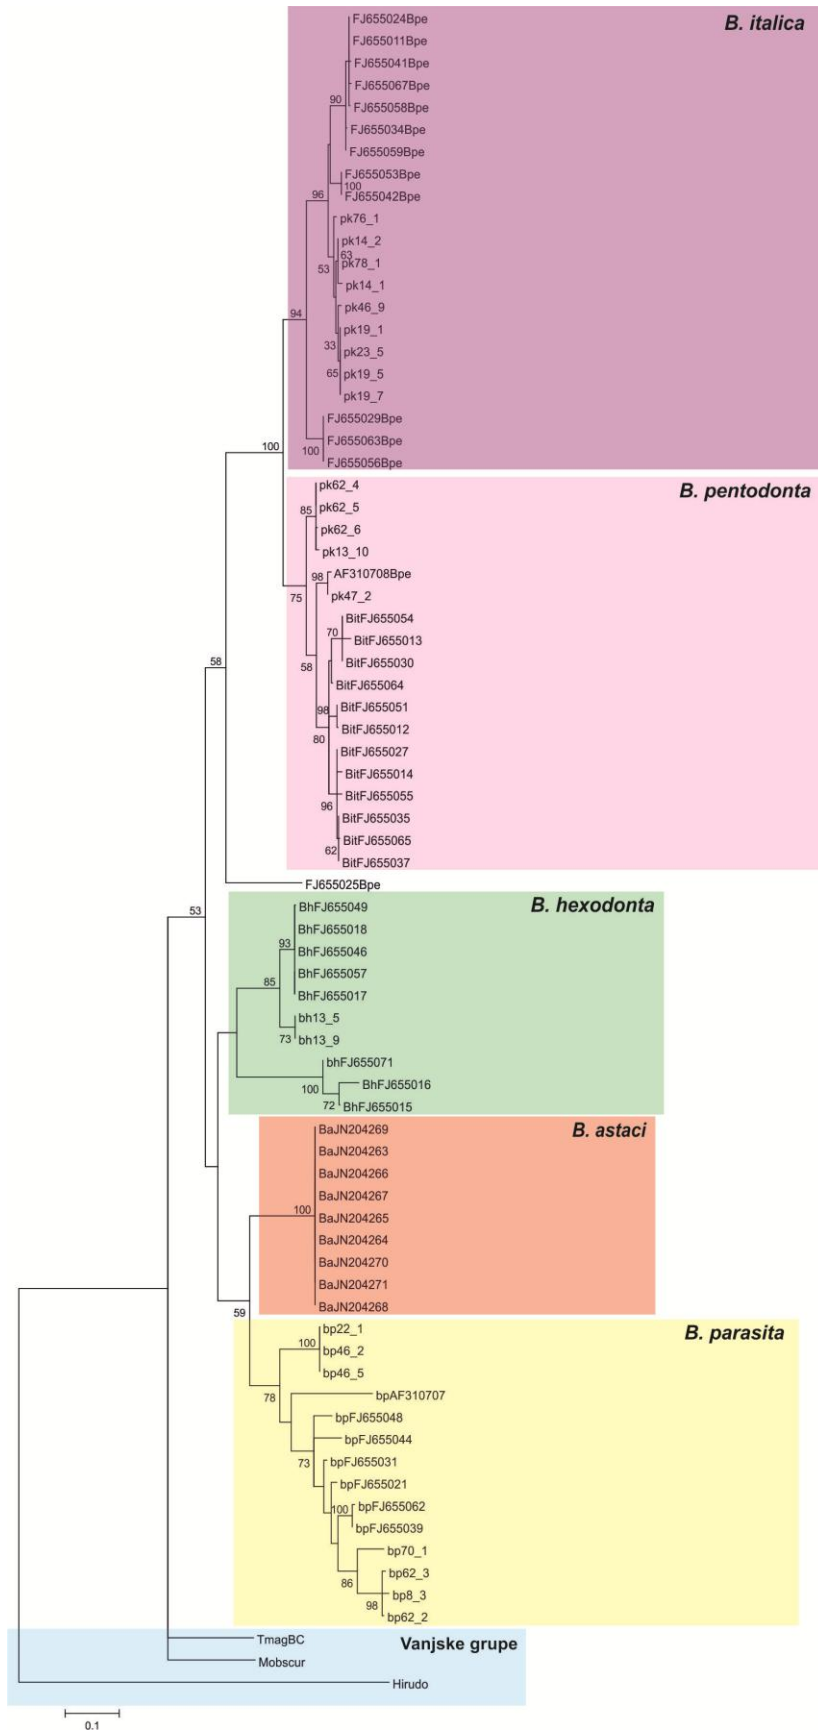 FJ655024Bpe
B. italica
FJ655011Bpe
FJ655041Bpe
FJ655067Bpe
90
FJ655058Bpe
FJ655034Bpe
FJ655059Bpe
FJ655053Bpe
100
FJ655042Bpe
96
pk76_1
pk14_2
63
pk78_1
53
pk14_1
pk46_9
94
pk19_1
33
pk23_5
65
pk19_5
pk19_7
FJ655029Bpe
FJ655063Bpe
100
100
FJ655056Bpe
pk62_4
B. pentodonta
pk62_5
85
pk62_6
pk13_10
98
AF310708Bpe
75
pk47_2
BitFJ655054
70
BitFJ655013
58
BitFJ655030
58
BitFJ655064
98
BitFJ655051
BitFJ655012
80
BitFJ655027
BitFJ655014
BitFJ655055
96
BitFJ655035
BitFJ655065
62
BitFJ655037
FJ655025Bpe
53
BhFJ655049
B. hexodonta
BhFJ655018
93
BhFJ655046
BhFJ655057
85
BhFJ655017
bh13_5
73
bh13_9
bhFJ655071
100
BhFJ655016
72
BhFJ655015
BaJN204269
B. astaci
BaJN204263
BaJN204266
BaJN204267
100
BaJN204265
BaJN204264
BaJN204270
BaJN204271
BaJN204268
59
bp22_1
B. parasita
100
bp46_2
bp46_5
78
bpAF310707
bpFJ655048
bpFJ655044
73
bpFJ655031
bpFJ655021
100
bpFJ655062
bpFJ655039
bp70_1
86
bp62_3
bp8_3
98
bp62_2
TmagBC
Vanjske grupe
Mobscur
Hirudo
0.1